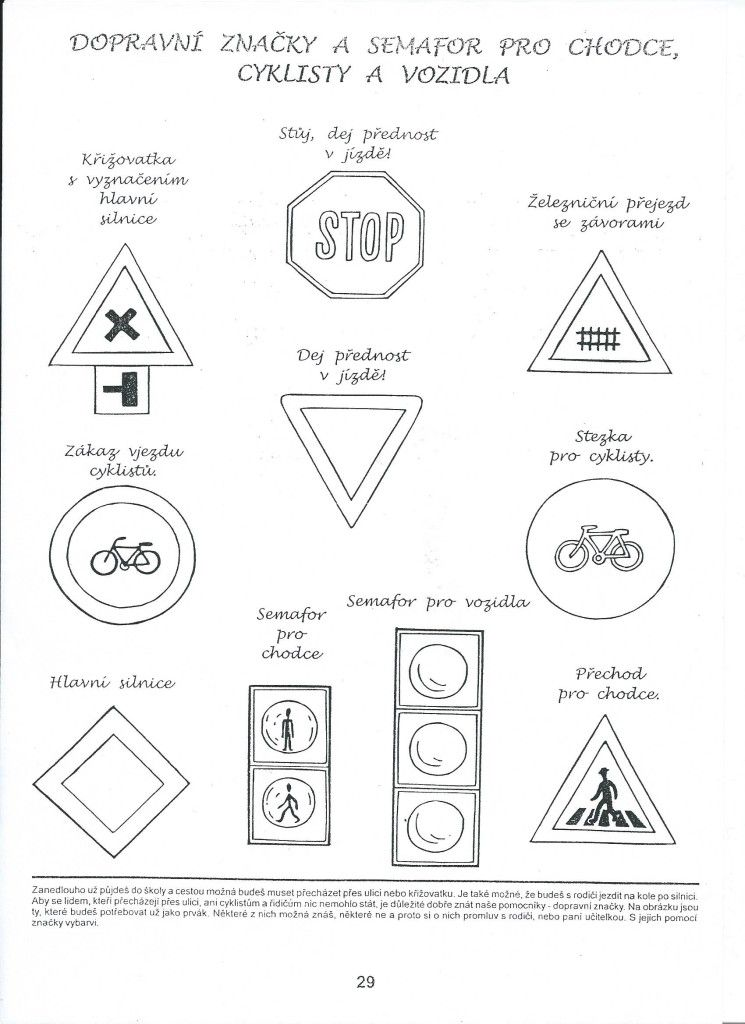 DOPRAVNÍ ZNAČKY A SEMAFOR PRO CHODCE,
CYKLISTY A VOZIDLA
Křižovatka
s vyznačením
hlavní
silnice
Stůj, dej přednost
v jízdě!
STOP
Železniční přejezd
se závorami
Dej přednost
v jízdě!
Zákaz vjezdu
cyklistů.
Stezka
pro cyklisty.
Semafor
pro
chodce
Semafor pro vozidla
Hlavní silnice
Přechod
pro chodce.
Zanedlouho už půjdeš do školy a cestou možná budeš muset přecházet přes ulici nebo křižovatku. Je také možné, že budeš s rodiči jezdit na kole po silnici.
Aby se lidem, kteří přecházejí přes ulici, ani cyklistům a řidičům nic nemohlo stát, je důležité dobře znát naše pomocníky - dopravní značky. Na obrázku jsou
ty, které budeš potřebovat už jako prvák. Některé z nich možná znáš, některé ne a proto si o nich promluv s rodiči, nebo paní učitelkou. S jejich pomocí
značky vybarvi.
29